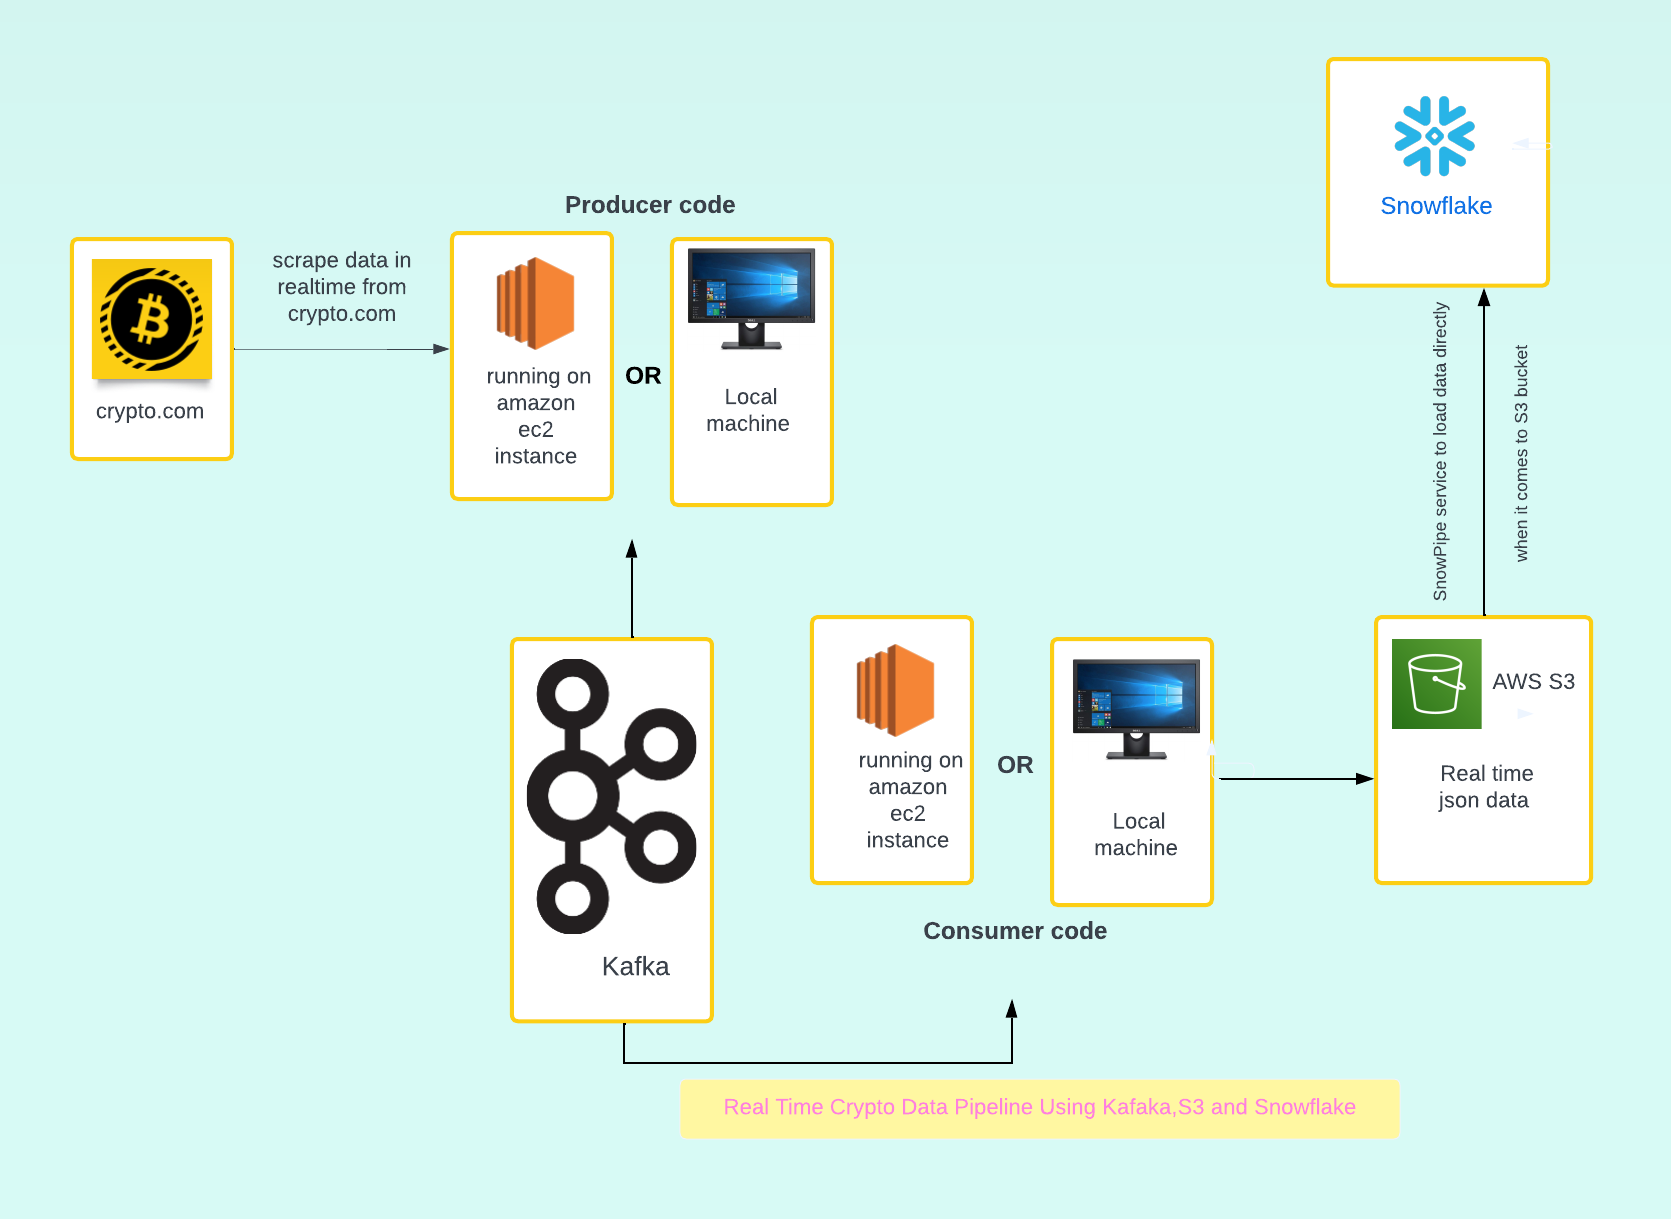 Snowflake
Producer code
scrape data in
realtime from
crypto.com
crypto.com
running on
amazon
ec2
instance
OR
Local
machine
SnowPipe service to load data directly
when it comes to S3 bucket
Kafka
running on
amazon
ec2
instance
OR
Local
machine
Consumer code
AWS S3
Real time
json data
Real Time Crypto Data Pipeline Using Kafaka,S3 and Snowflake